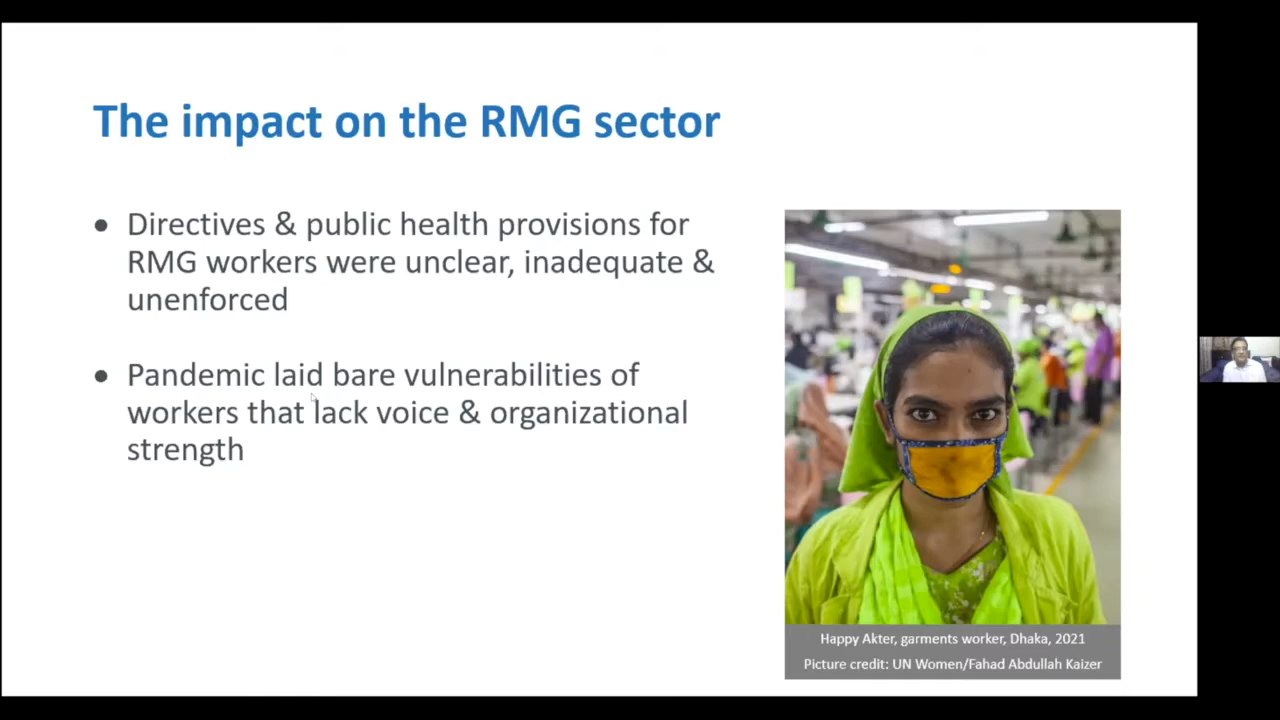 The impact on the RMG sector
• Directives & public health provisions for
RMG workers were unclear, inadequate &
unenforced
• Pandemic laid bare vulnerabilities of
workers that lack voice & organizational
strength
Happy Akter, garments worker, Dhaka, 2021
Picture credit: UN Women/Fahad Abdullah Kaizer